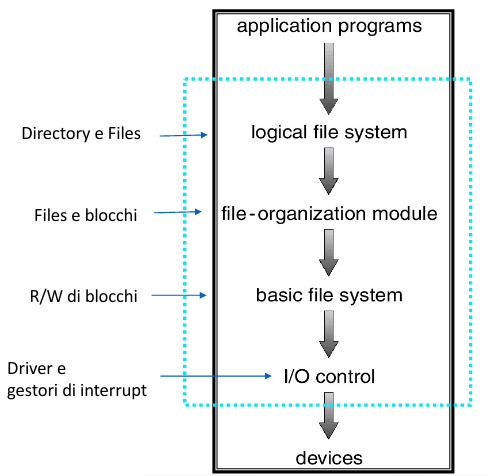 application programs
Directory e Files
logical file system
Files e blocchi
file-organization module
R/W di blocchi
basic file system
Driver e
gestori di interrupt
I/O control
devices